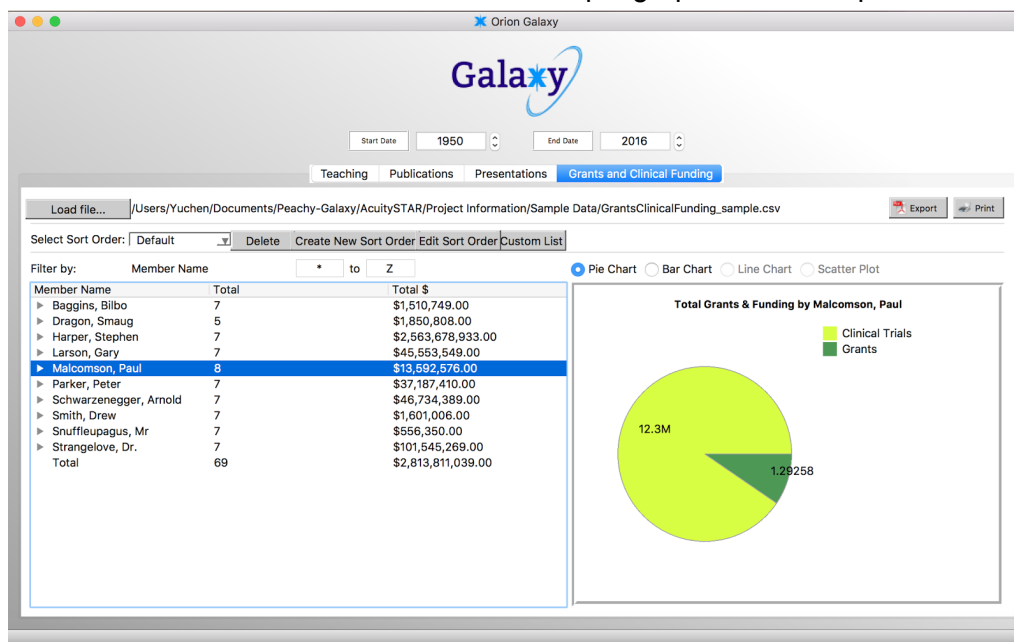 Orion Galaxy
Galaxy
Start Date 1950 End Date 2016
Teaching Publications Presentations Grants and Clinical Funding
Load file... /Users/Yuchen/Documents/Peachy-Galaxy/AcuitySTAR/Project Information/Sample Data/GrantsClinicalFunding_sample.csv Export Print
Select Sort Order: Default Delete Create New Sort Order Edit Sort Order Custom List
Filter by: Member Name * to Z Pie Chart Bar Chart Line Chart Scatter Plot
Member Name Total Total $
Baggins, Bilbo 7 $1,510,749.00
Dragon, Smaug 5 $1,850,808.00
Harper, Stephen 7 $2,563,678,933.00
Larson, Gary 7 $45,553,549.00
Malcomson, Paul 8 $13,592,576.00
Parker, Peter 7 $37,187,410.00
Schwarzenegger, Arnold 7 $46,734,389.00
Smith, Drew 7 $1,601,006.00
Snuffleupagus, Mr 7 $556,350.00
Strangelove, Dr. 7 $101,545,269.00
Total 69 $2,813,811,039.00
Total Grants & Funding by Malcomson, Paul
Clinical Trials
Grants
12.3M
1.29258